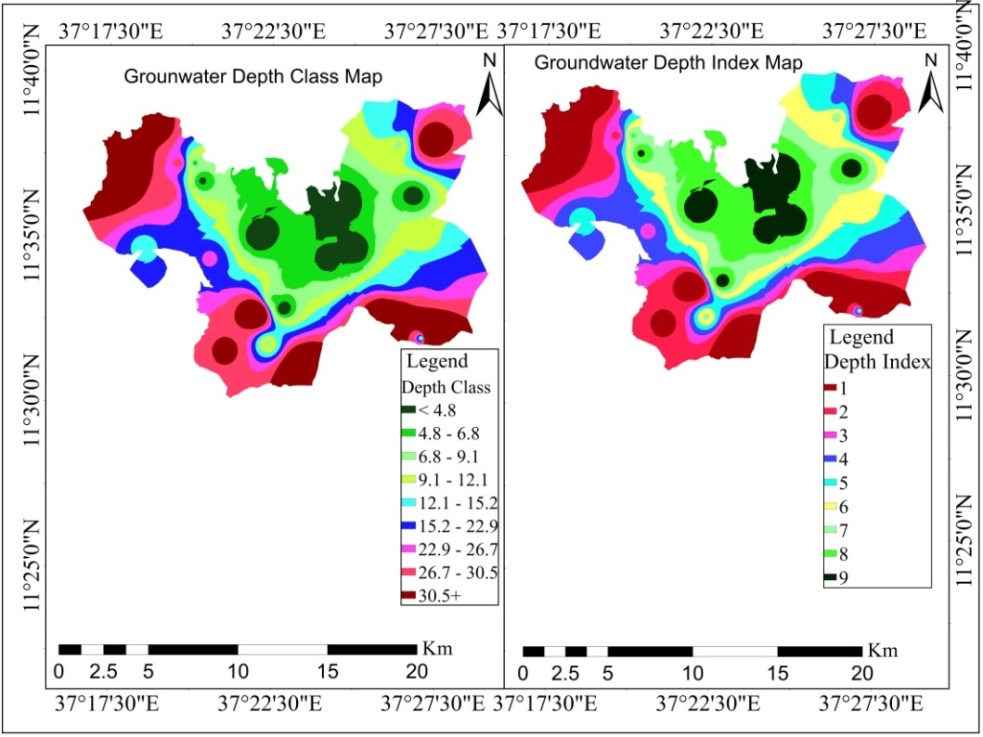 37°17'30"E 37°22'30"E 37°27'30"E 37°17'30"E 37°22'30"E 37°27'30"E
Grounwater Depth Class Map
N
Groundwater Depth Index Map
N
11°40'0"N
11°35'0"N
11°30'0"N
11°25'0"N
11°40'0"N
11°35'0"N
11°30'0"N
11°25'0"N
Legend
Depth Class
< 4.8
4.8 - 6.8
6.8 - 9.1
9.1 - 12.1
12.1 - 15.2
15.2 - 22.9
22.9 - 26.7
26.7 - 30.5
30.5+
Legend
Depth Index
1
2
3
4
5
6
7
8
9
Km
0 2.5 5 10 15 20
Km
0 2.5 5 10 15 20
37°17'30"E 37°22'30"E 37°27'30"E 37°17'30"E 37°22'30"E 37°27'30"E